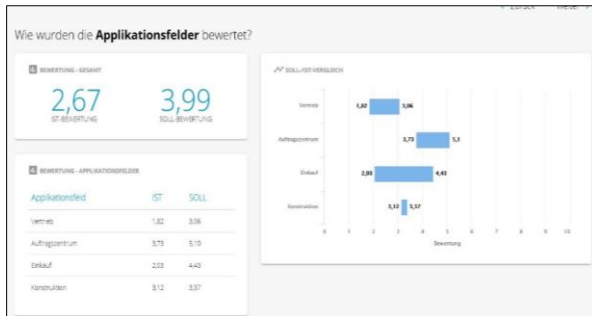 Zurück Weiter
Wie wurden die Applikationsfelder bewertet?
BEWERTUNG - GESAMT
2,67 3,99
IST-BEWERTUNG SOLL-BEWERTUNG
BEWERTUNG - APPLIKATIONSFELDER
Applikationsfeld IST SOLL
Vertrieb 1,82 3,06
Auftragszentrum 3,73 5,10
Einkauf 2,03 4,43
Konstruktion 3,12 3,37
SOLL-/IST-VERGLEICH
Vertrieb 1,82 3,06
Auftragszentrum 3,73 5,1
Einkauf 2,03 4,43
Konstruktion 3,12 3,37
0 1 2 3 4 5 6 7 8 9 10
Bewertung